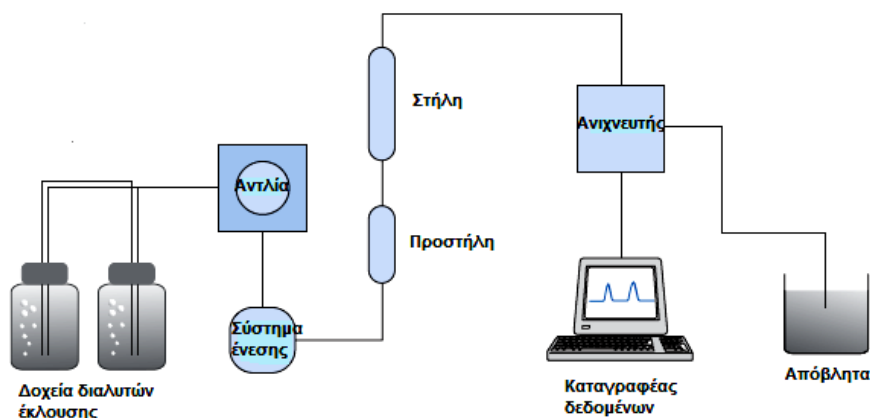 Στήλη
Ανιχνευτής
Αντλία
Προστήλη
Σύστημα
ένεσης
Δοχεία διαλυτών
έκλουσης
Καταγραφέας
δεδομένων
Απόβλητα